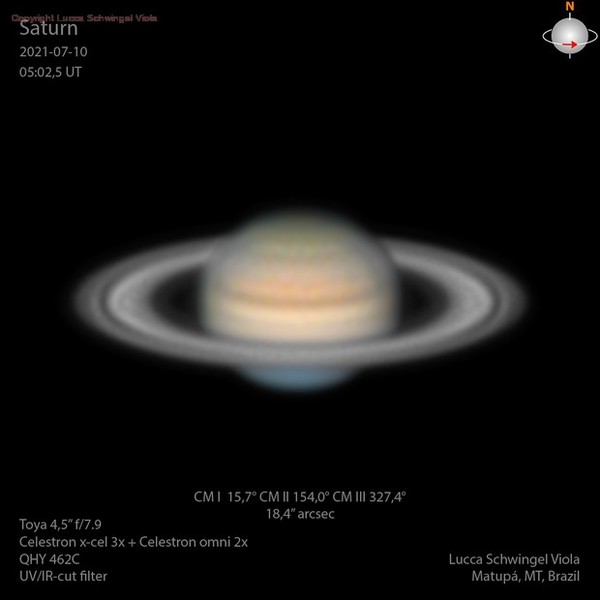 Copyright Lucca Schwingel Viola
Saturn
2021-07-10
05:02,5 UT
N
CM I 15,7° CM II 154,0° CM III 327,4°
18,4” arcsec
Toya 4,5” f/7.9
Celestron x-cel 3x + Celestron omni 2x
QHY 462C
UV/IR-cut filter
Lucca Schwingel Viola
Matupá, MT, Brazil